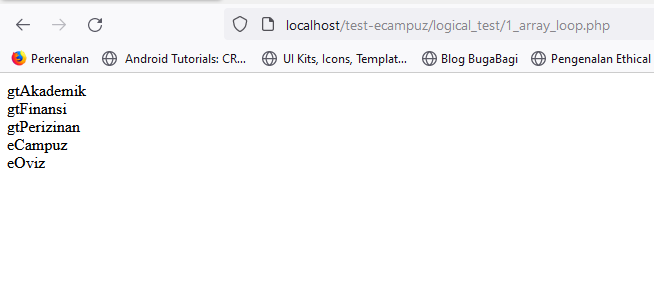 localhost/test-ecampuz/logical_test/1_array_loop.php
Perkenalan Android Tutorials: CR... UI Kits, Icons, Templat... Blog BugaBagi Pengenalan Ethical
gtAkademik
gtFinansi
gtPerizinan
eCampuz
eOviz